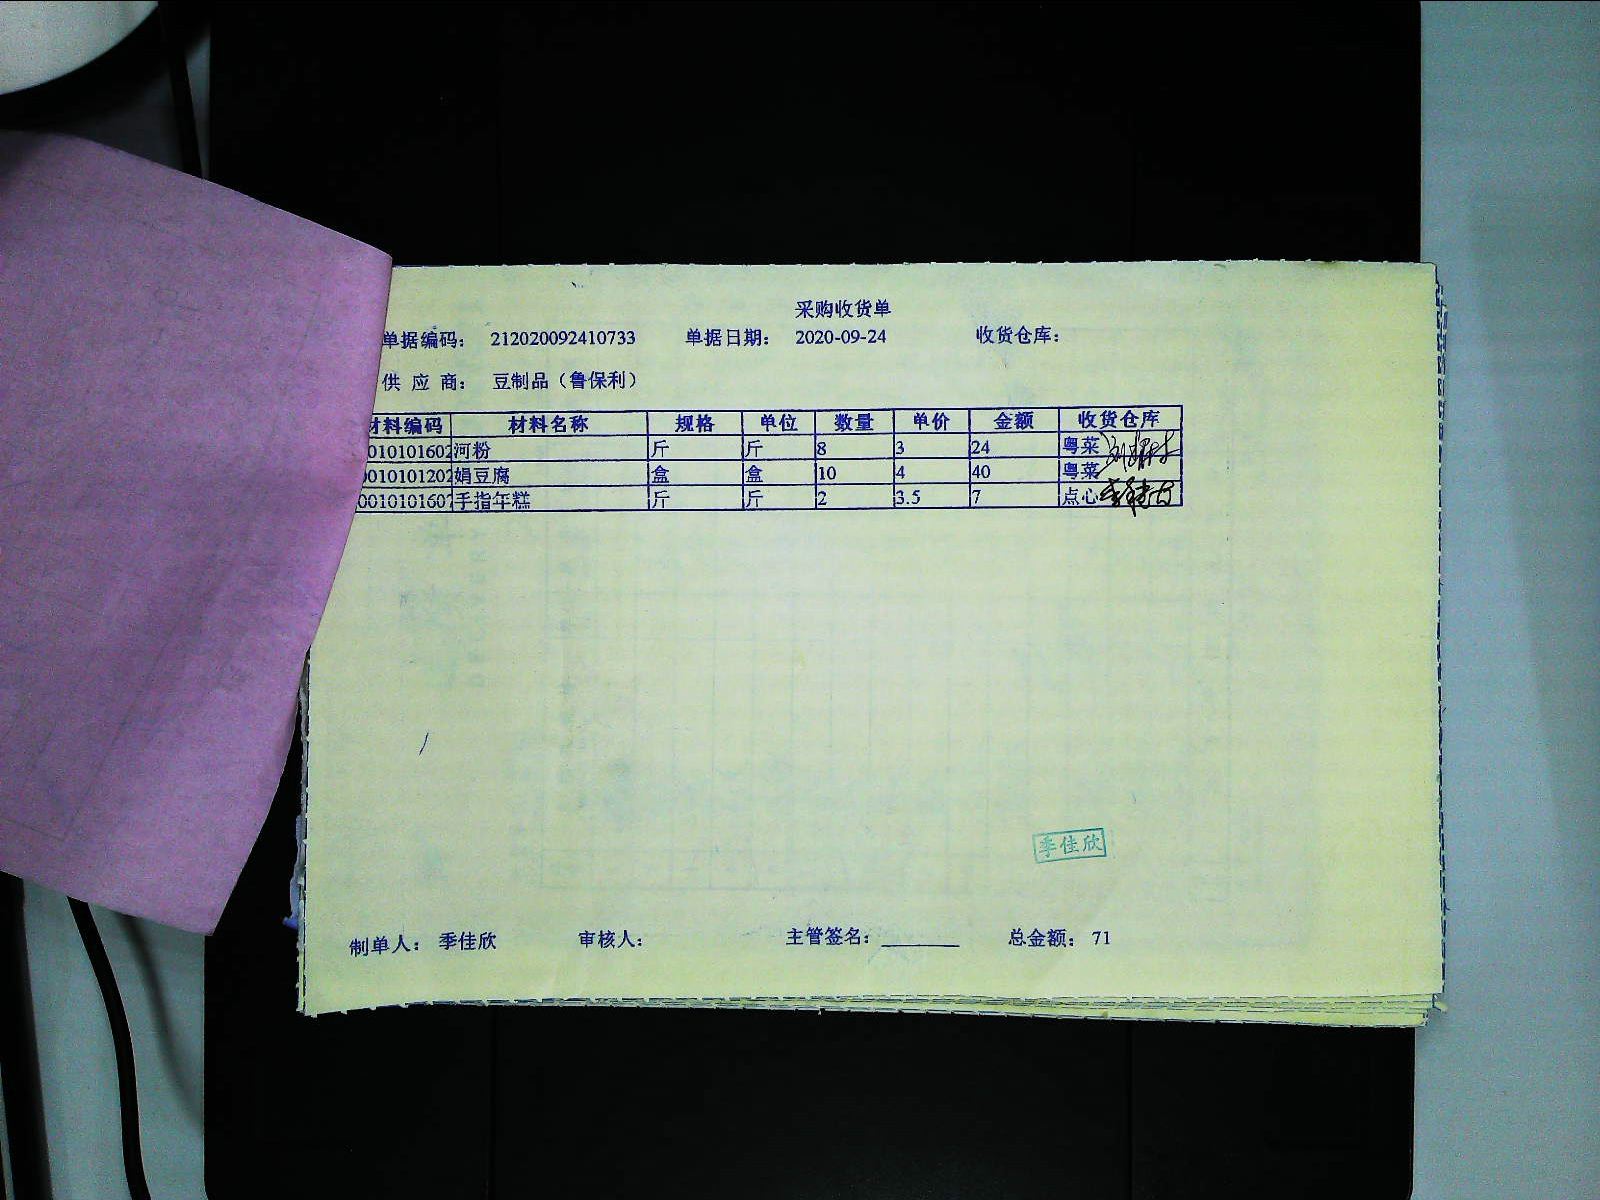 采购收货单
单据编码： 212020092410733 单据日期： 2020-09-24 收货仓库：
供 应 商： 豆制品（鲁保利）
材料编码 材料名称 规格 单位 数量 单价 金额 收货仓库
010101602 河粉 斤 斤 8 3 24 粤菜
010101202 娟豆腐 盒 盒 10 4 40 粤菜
0010101607 手指年糕 斤 斤 2 3.5 7 点心
季佳欣
制单人： 季佳欣 审核人： 主管签名： 总金额： 71